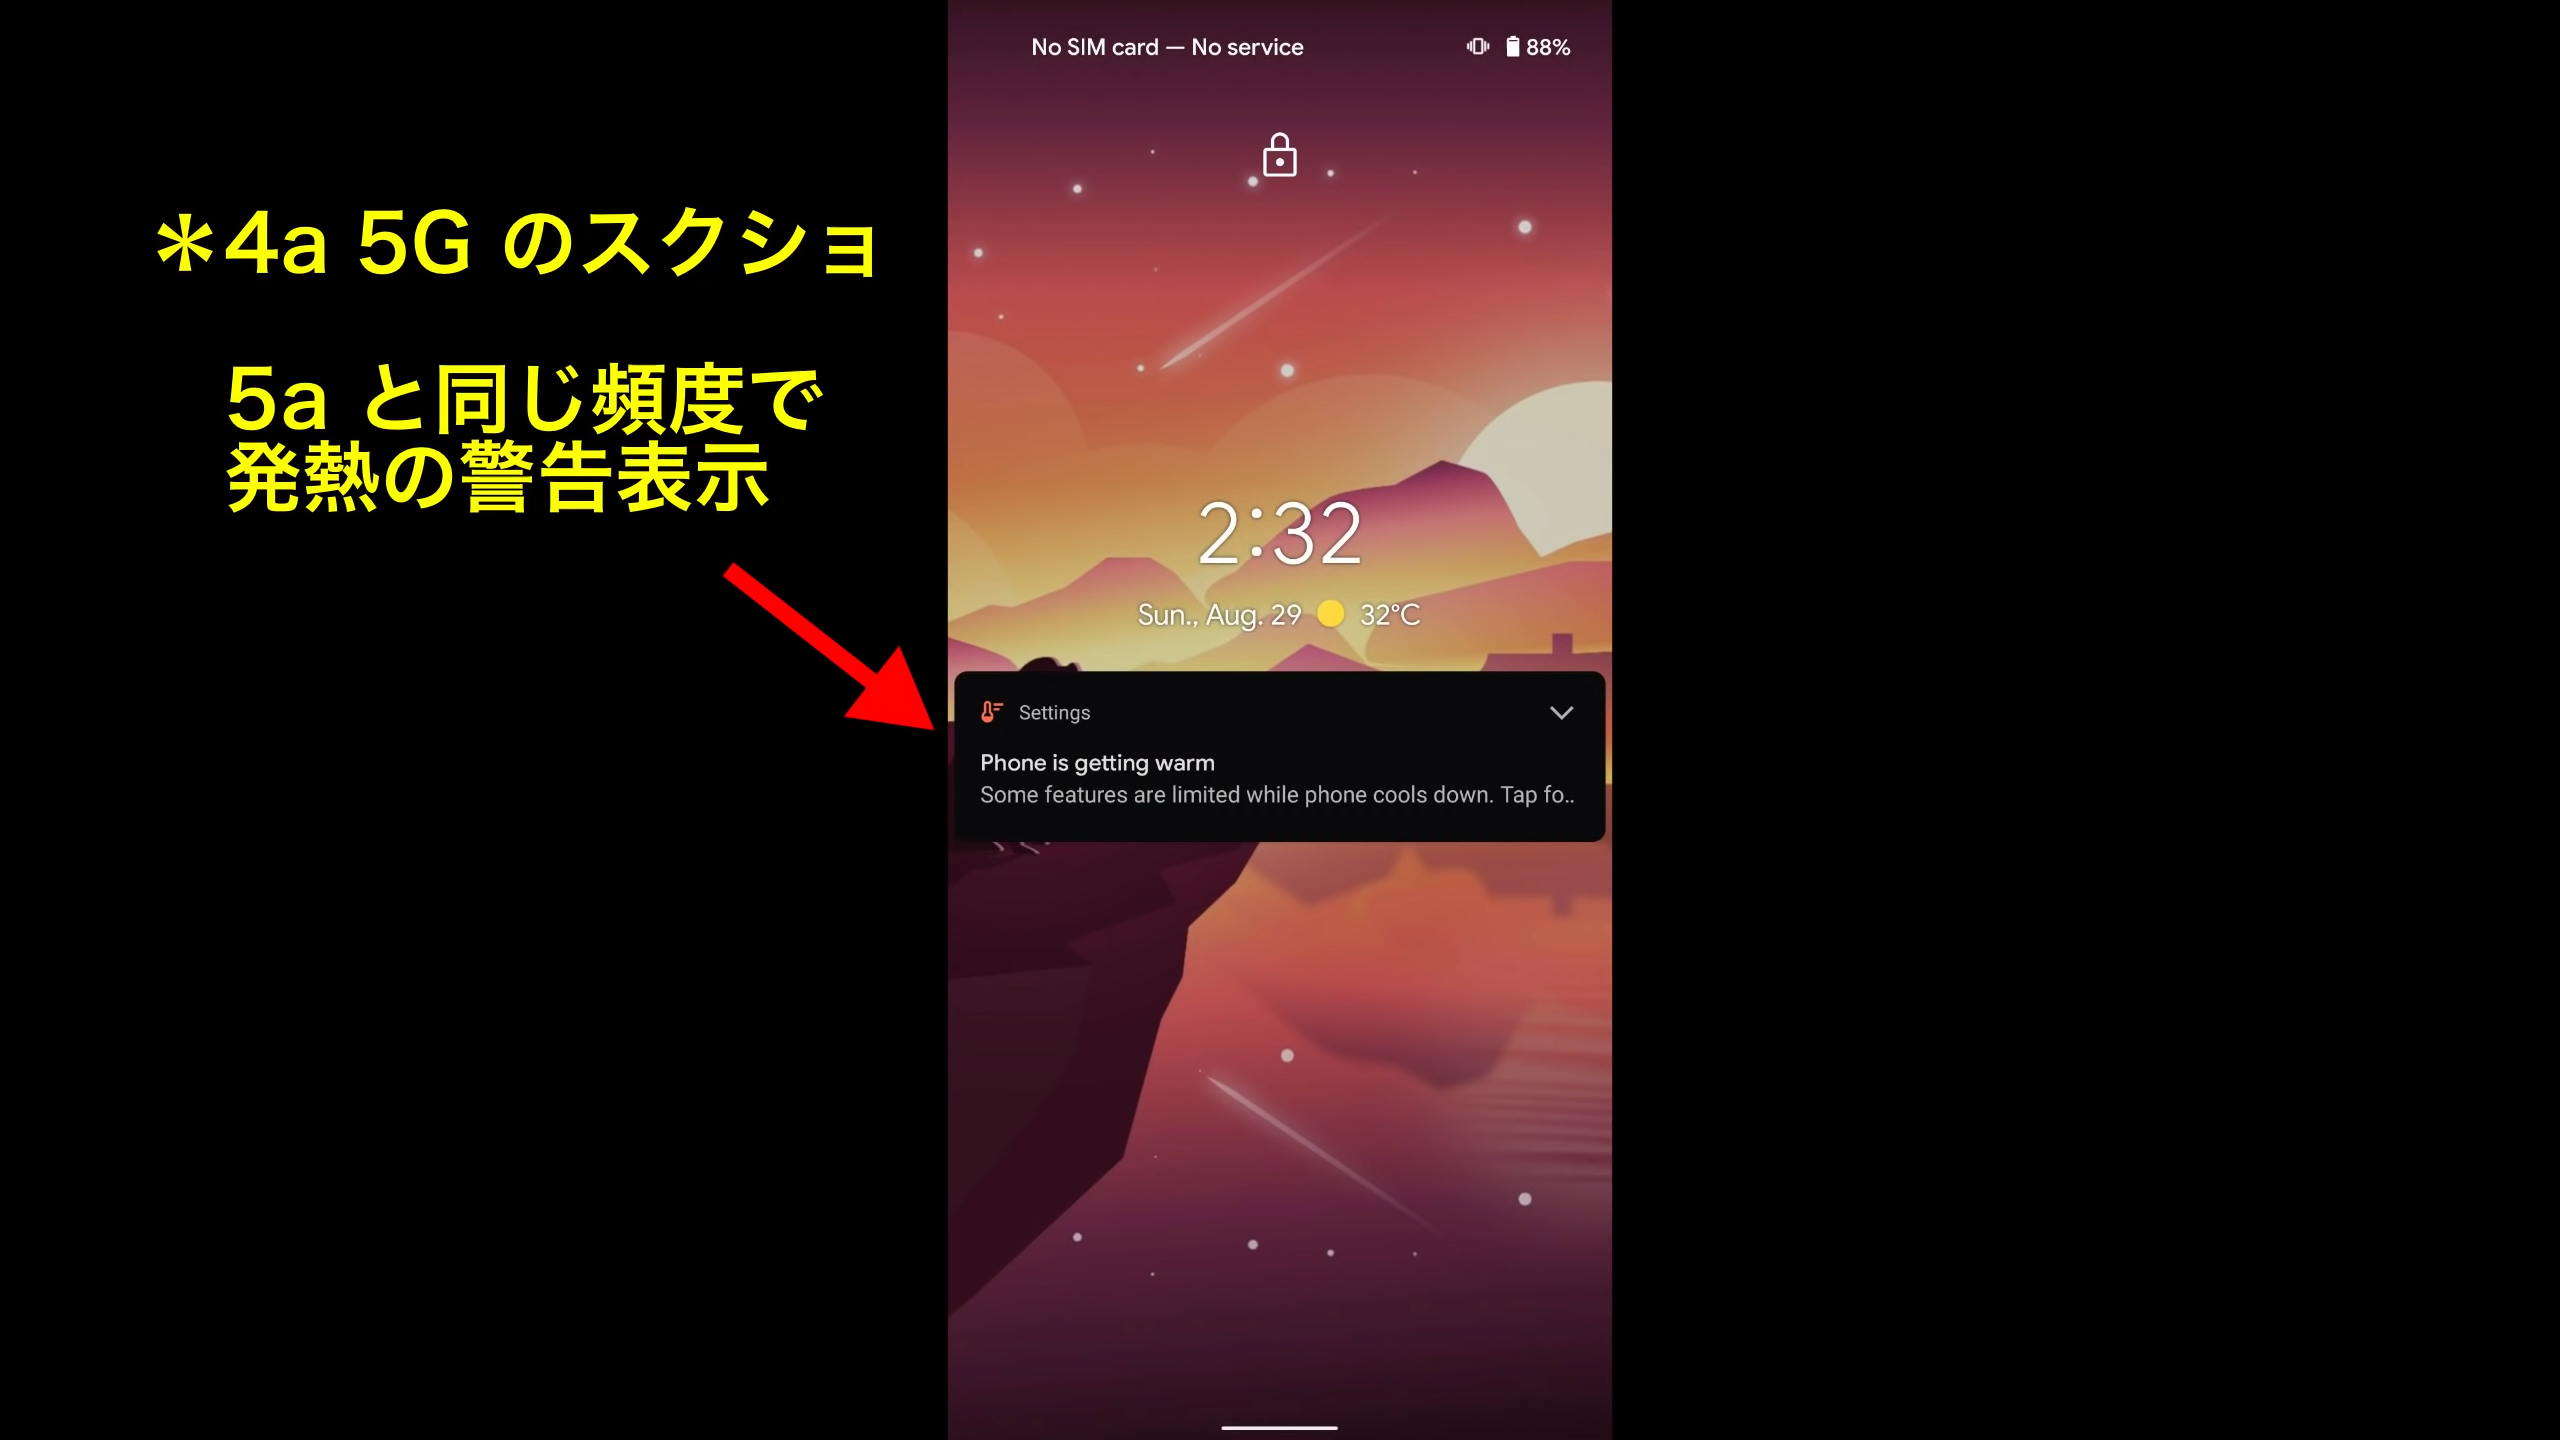 ＊4a 5G のスクショ
5a と同じ頻度で
発熱の警告表示
No SIM card — No service
88%
2:32
Sun., Aug. 29 32°C
Settings
Phone is getting warm
Some features are limited while phone cools down. Tap fo..